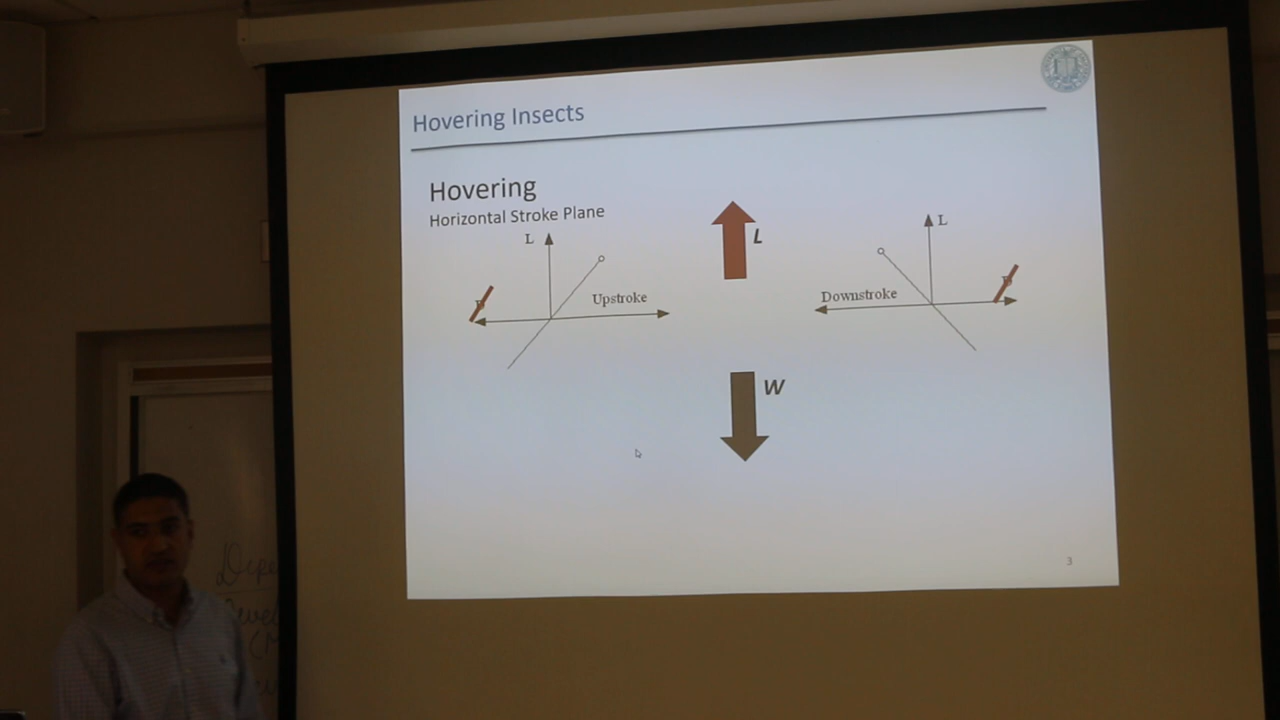 Hovering Insects
Hovering
Horizontal Stroke Plane
L
Upstroke
L
L
Downstroke
W
3